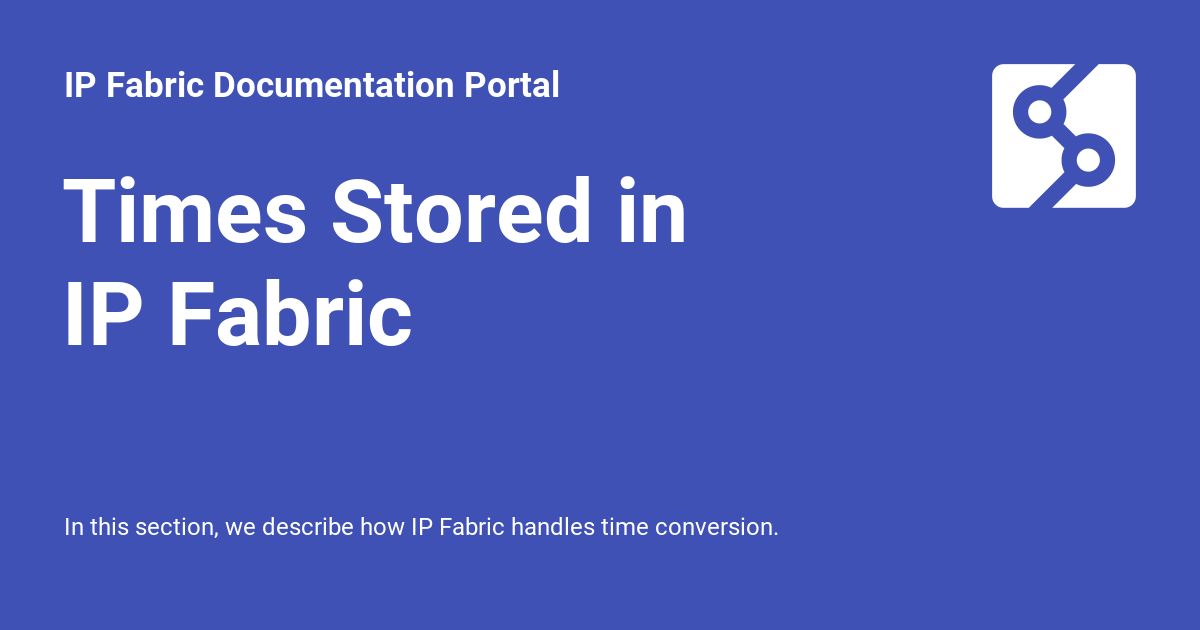 IP Fabric Documentation Portal
Times Stored in
IP Fabric
In this section, we describe how IP Fabric handles time conversion.